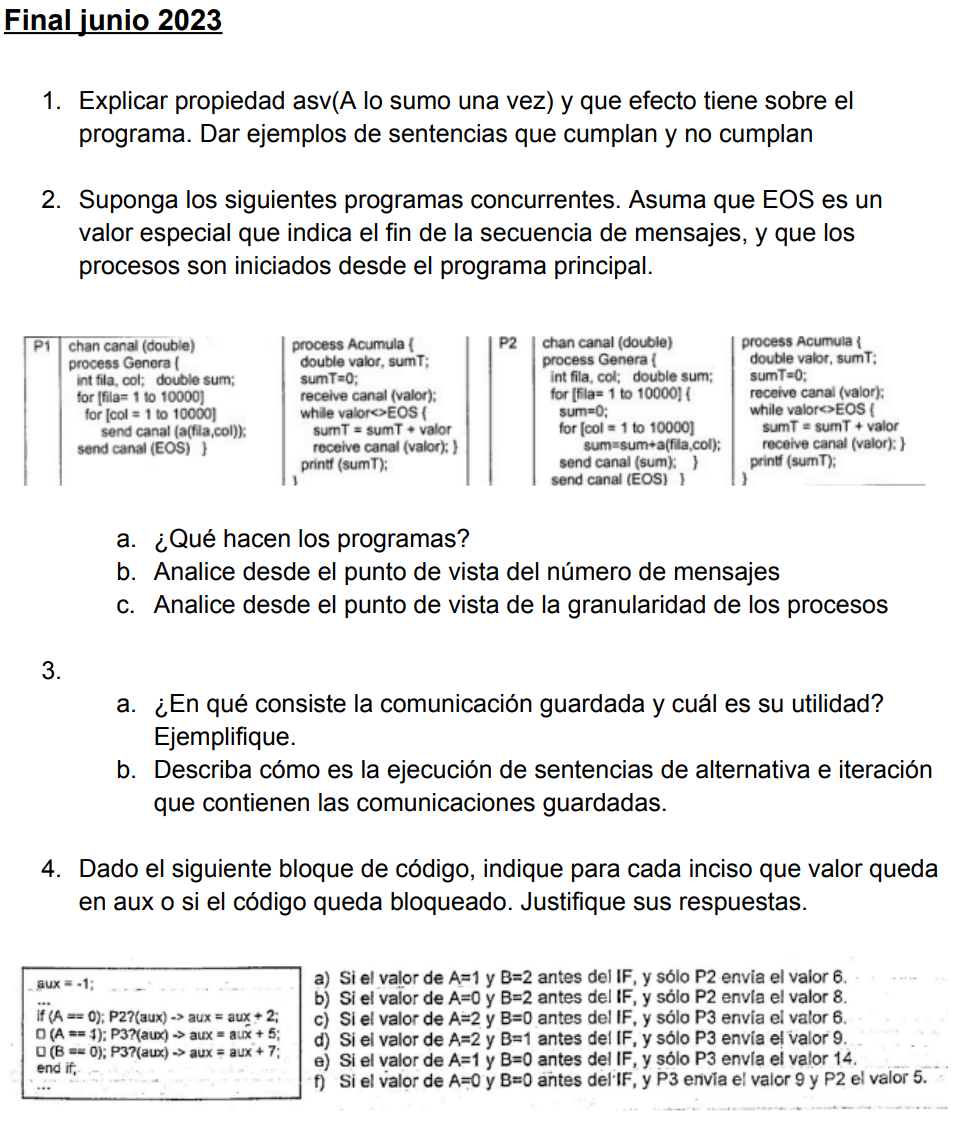 Final junio 2023
1. Explicar propiedad asv(A lo sumo una vez) y que efecto tiene sobre el
programa. Dar ejemplos de sentencias que cumplan y no cumplan
2. Suponga los siguientes programas concurrentes. Asuma que EOS es un
valor especial que indica el fin de la secuencia de mensajes, y que los
procesos son iniciados desde el programa principal.
P1
chan canal (double)
process Genera {
int fila, col; double sum;
for [fila= 1 to 10000]
for [col = 1 to 10000]
send canal (a(fila,col));
send canal (EOS) }
process Acumula {
double valor, sumT;
sumT=0;
receive canal (valor);
while valor<>EOS {
sumT = sumT + valor
receive canal (valor); }
printf (sumT);
}
P2
chan canal (double)
process Genera {
int fila, col; double sum;
for [fila= 1 to 10000] {
sum=0;
for [col = 1 to 10000]
sum=sum+a(fila,col);
send canal (sum); }
send canal (EOS) }
process Acumula {
double valor, sumT;
sumT=0;
receive canal (valor);
while valor<>EOS {
sumT = sumT + valor
receive canal (valor); }
printf (sumT);
}
a. ¿Qué hacen los programas?
b. Analice desde el punto de vista del número de mensajes
c. Analice desde el punto de vista de la granularidad de los procesos
3.
a. ¿En qué consiste la comunicación guardada y cuál es su utilidad?
Ejemplifique.
b. Describa cómo es la ejecución de sentencias de alternativa e iteración
que contienen las comunicaciones guardadas.
4. Dado el siguiente bloque de código, indique para cada inciso que valor queda
en aux o si el código queda bloqueado. Justifique sus respuestas.
aux = -1;
...
if (A == 0); P2?(aux) -> aux = aux + 2;
□ (A == 1); P3?(aux) -> aux = aux + 5;
□ (B == 0); P3?(aux) -> aux = aux + 7;
end if;
...
a) Si el valor de A=1 y B=2 antes del IF, y sólo P2 envía el valor 6.
b) Si el valor de A=0 y B=2 antes del IF, y sólo P2 envía el valor 8.
c) Si el valor de A=2 y B=0 antes del IF, y sólo P3 envía el valor 6.
d) Si el valor de A=2 y B=1 antes del IF, y sólo P3 envía el valor 9.
e) Si el valor de A=1 y B=0 antes del IF, y sólo P3 envía el valor 14.
f) Si el valor de A=0 y B=0 antes del IF, y P3 envía el valor 9 y P2 el valor 5.